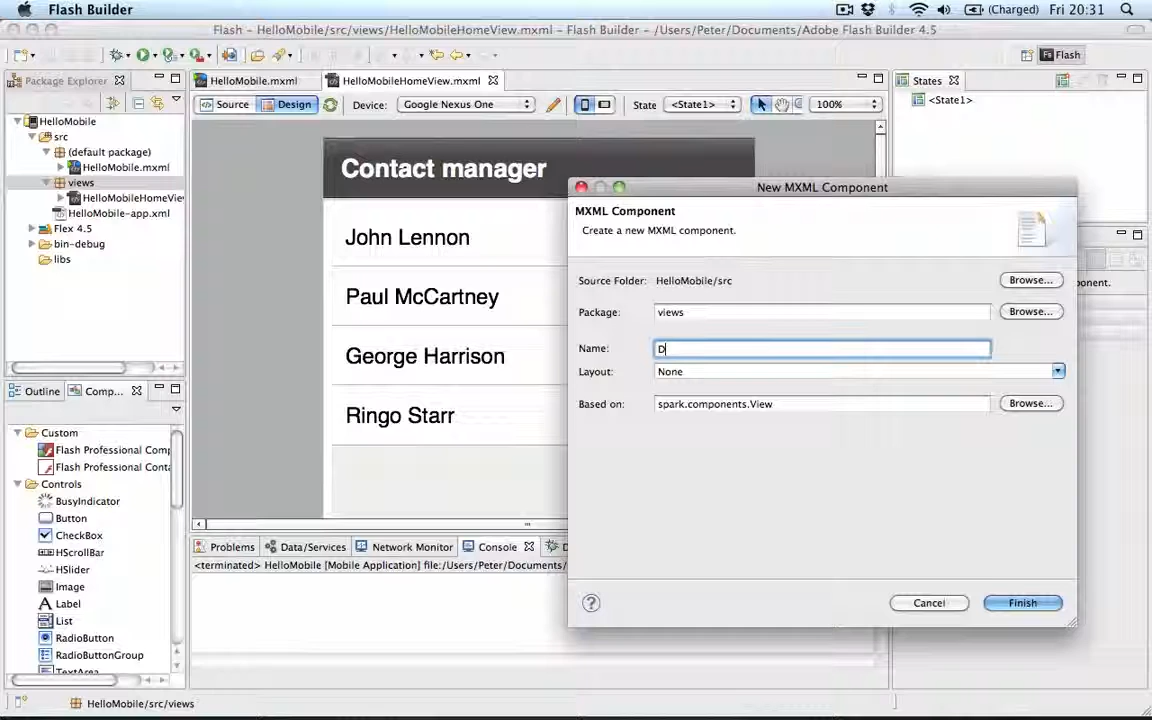 Flash Builder
(Charged)
Fri 20:31
Flash – HelloMobile/src/views/HelloMobileHomeView.mxml – Flash Builder – /Users/Peter/Documents/Adobe Flash Builder 4.5
Flash
Package Explorer
HelloMobile.mxml
HelloMobileHomeView.mxml
States
Source
Design
Device:
Google Nexus One
State
<State1>
100%
<State1>
HelloMobile
src
(default package)
HelloMobile.mxml
views
HelloMobileHomeView
HelloMobile-app.xml
Flex 4.5
bin-debug
libs
Contact manager
John Lennon
Paul McCartney
George Harrison
Ringo Starr
New MXML Component
MXML Component
Create a new MXML component.
Source Folder:
HelloMobile/src
Browse...
Package:
views
Browse...
Name:
D
Layout:
None
Based on:
spark.components.View
Browse...
Cancel
Finish
ponent.
Outline
Comp...
Custom
Flash Professional Comp
Flash Professional Conta
Controls
BusyIndicator
Button
CheckBox
HScrollBar
HSlider
Image
Label
List
RadioButton
RadioButtonGroup
TextArea
Problems
Data/Services
Network Monitor
Console
D
<terminated> HelloMobile [Mobile Application] file:/Users/Peter/Documents/
HelloMobile/src/views